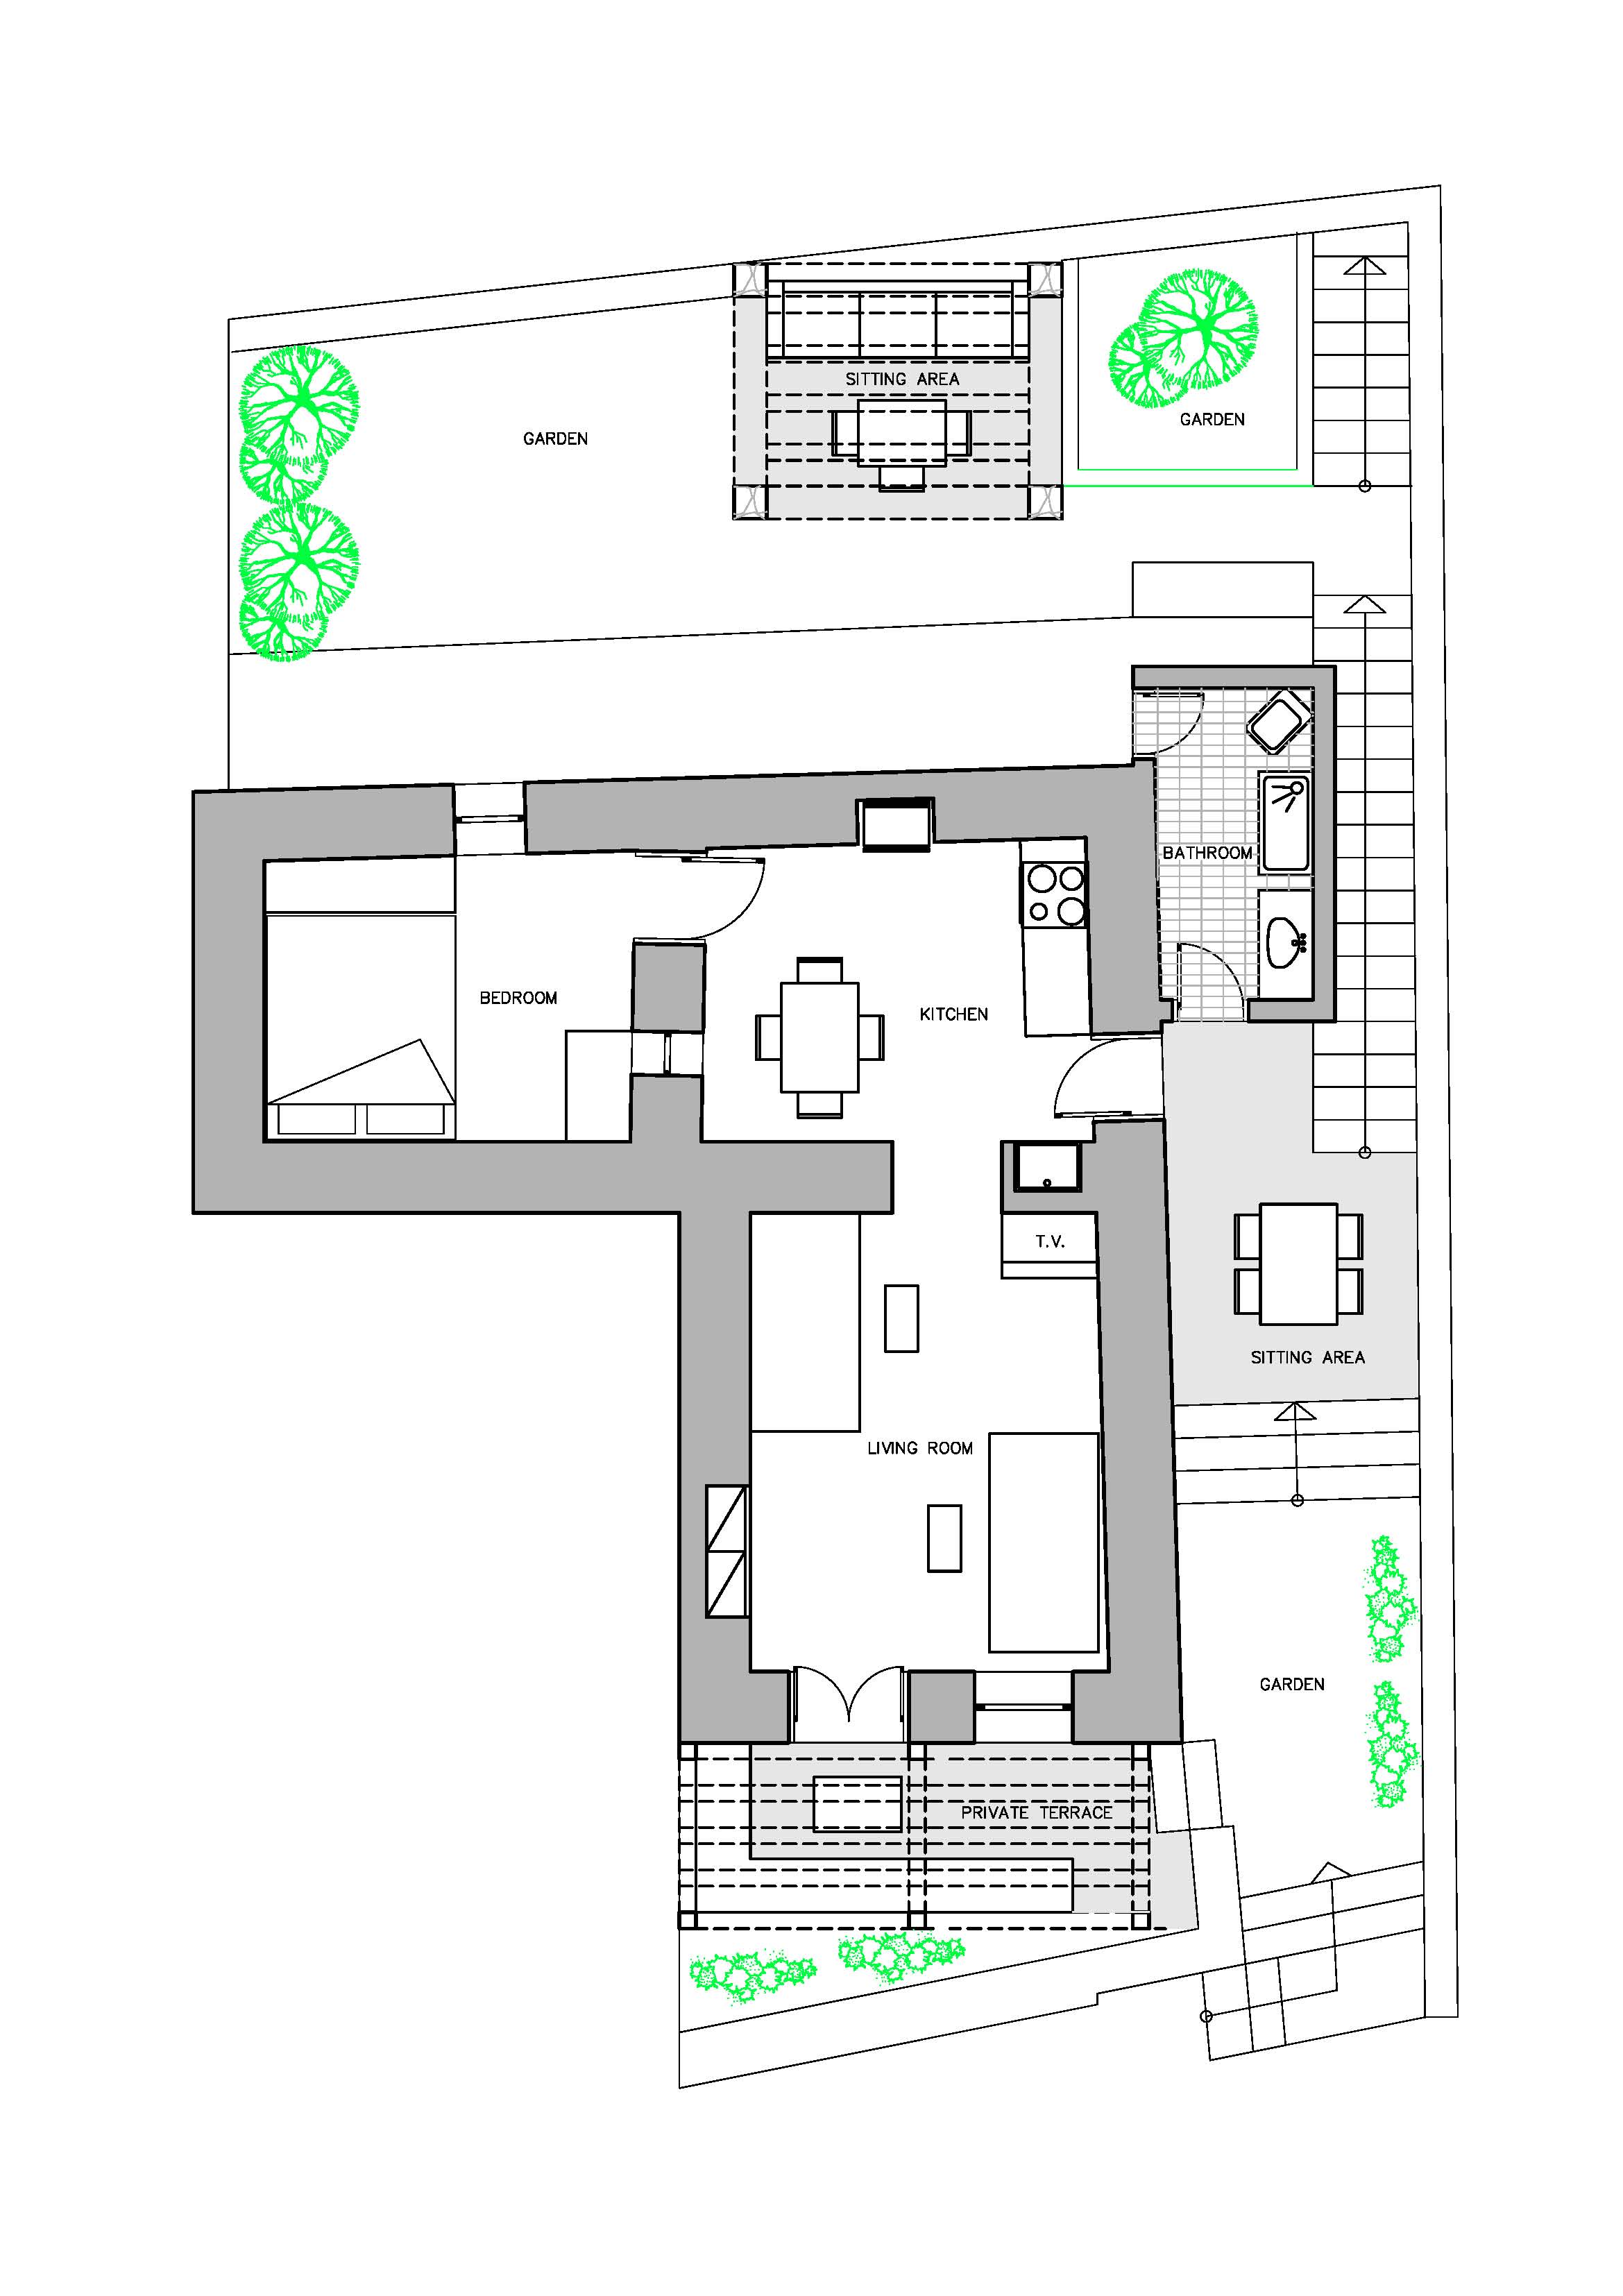 SITTING AREA
GARDEN
GARDEN
BATHROOM
BEDROOM
KITCHEN
T.V.
SITTING AREA
LIVING ROOM
GARDEN
PRIVATE TERRACE